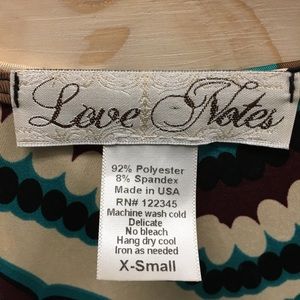 Love Notes
92% Polyester
8% Spandex
Made in USA
RN# 122345
Machine wash cold
Delicate
No bleach
Hang dry cool
Iron as needed
X-Small